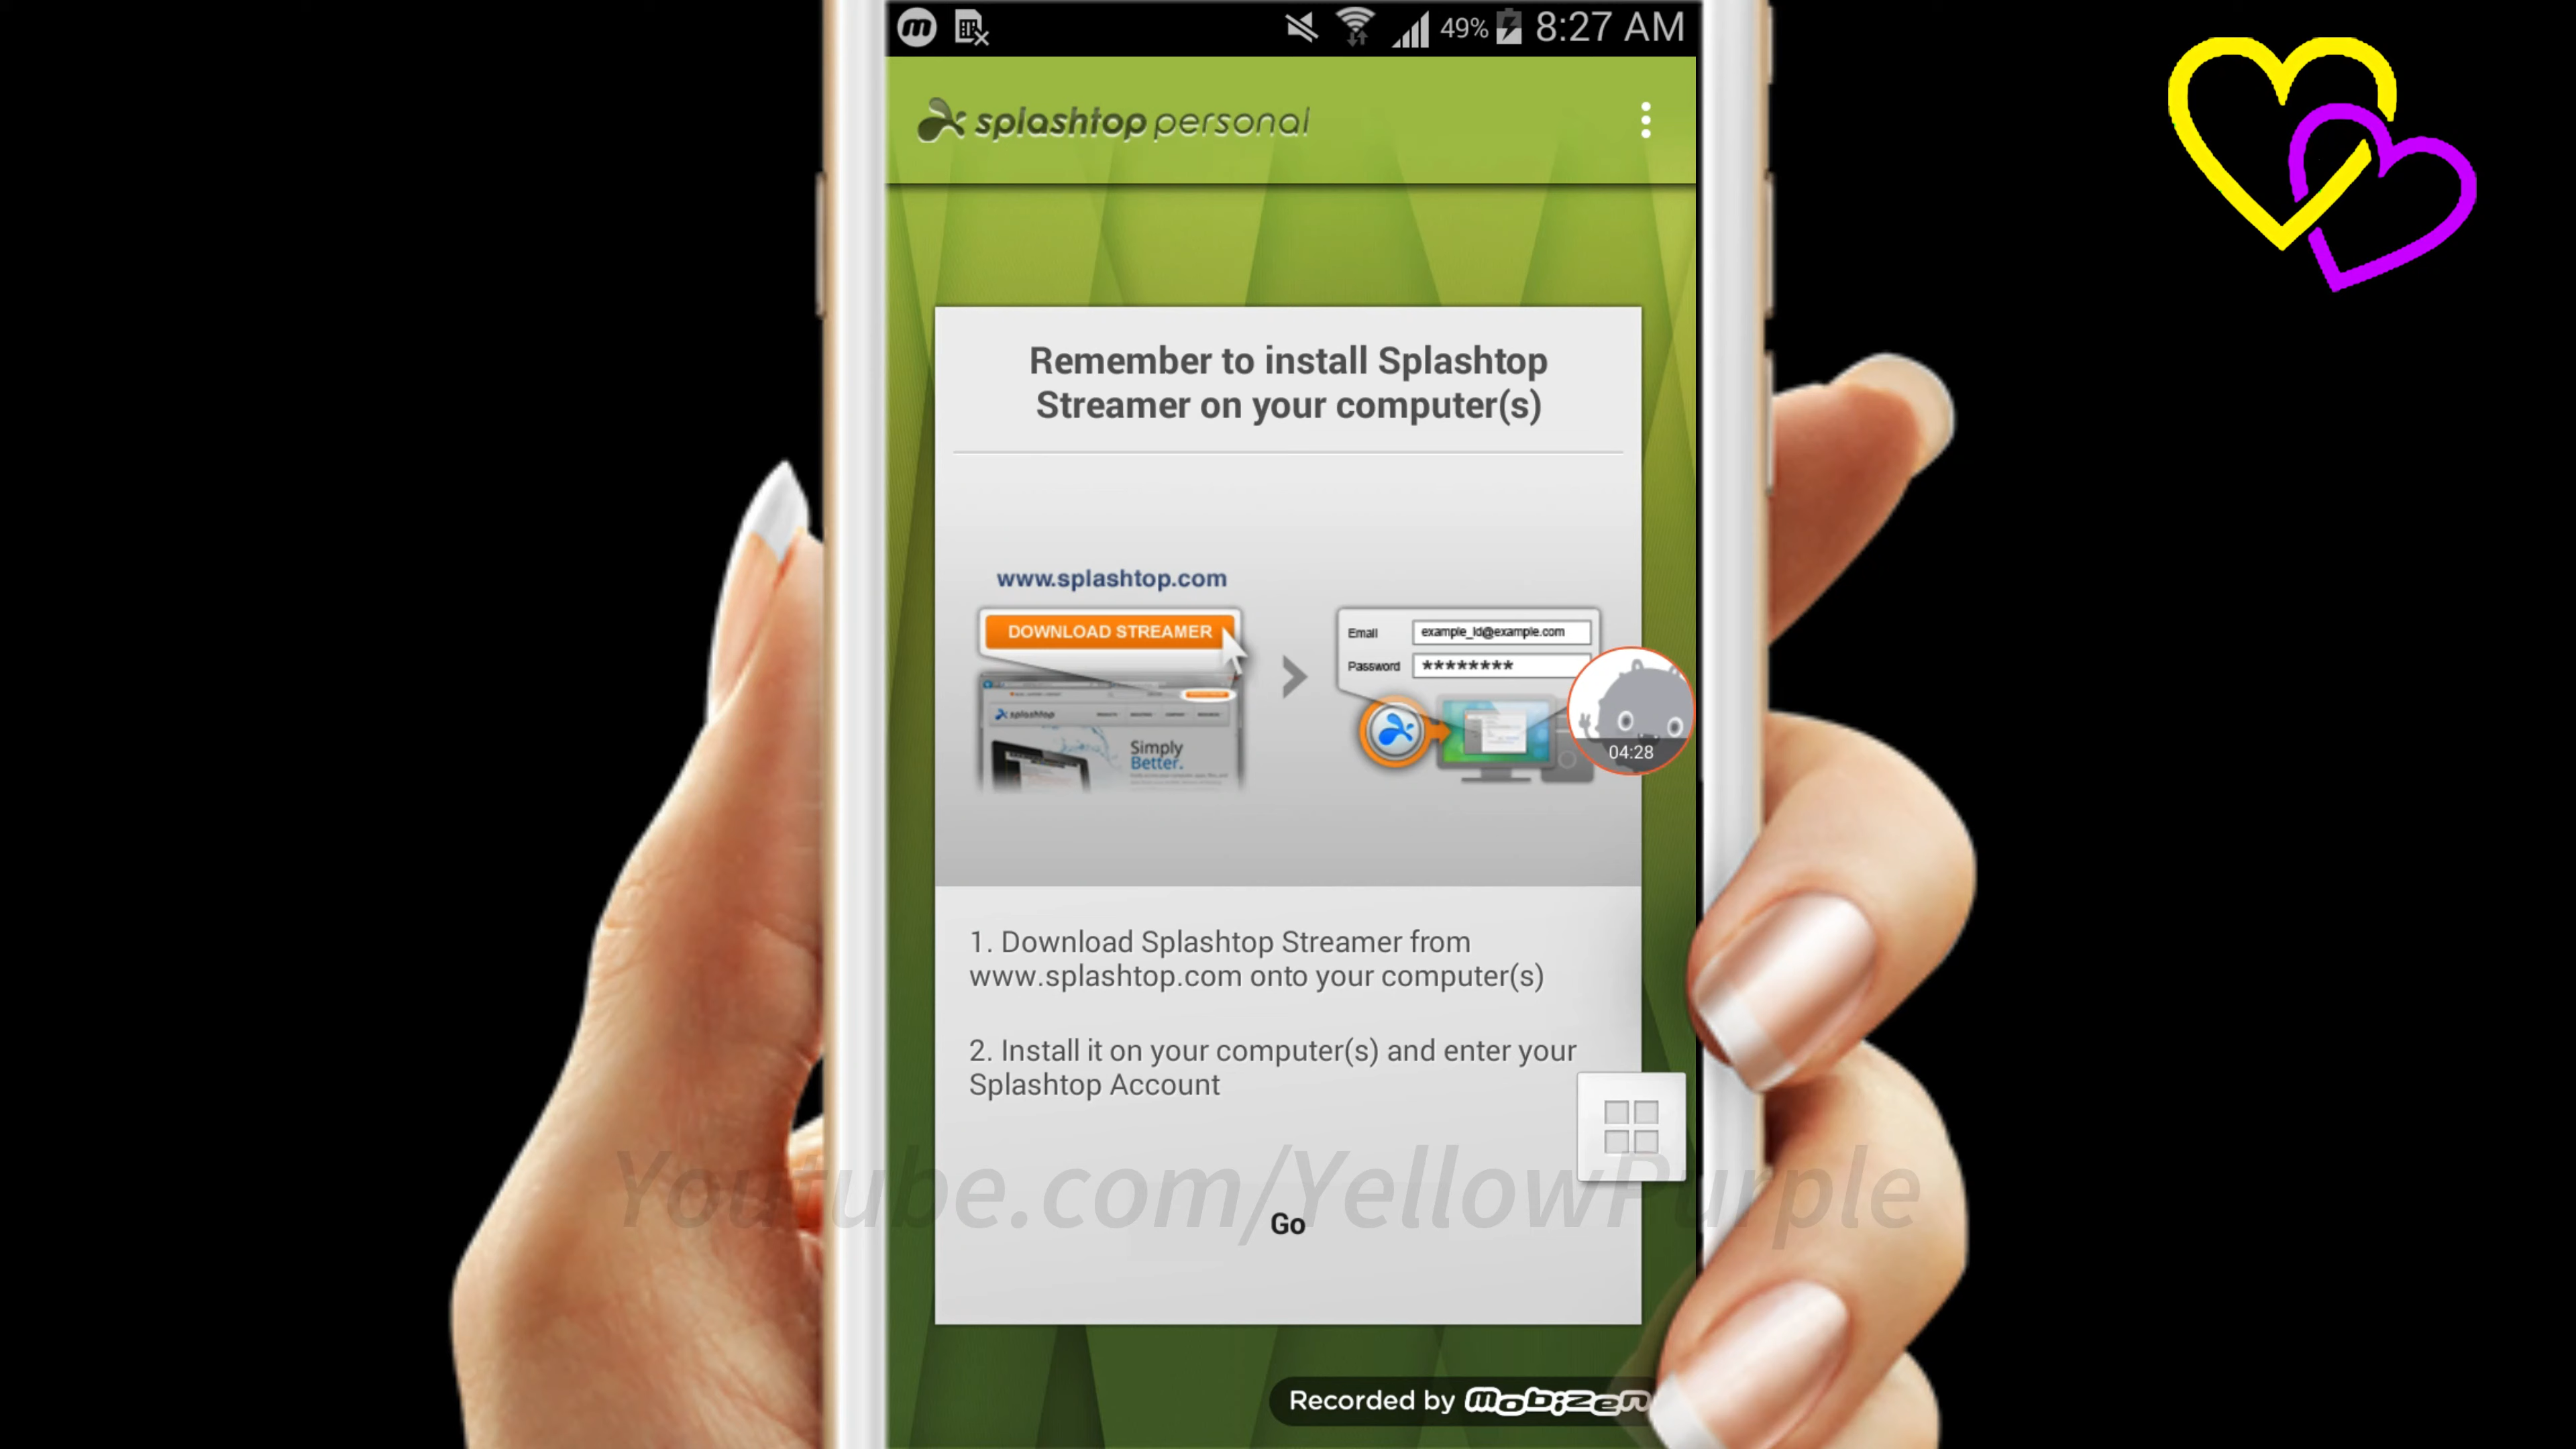 49% 8:27 AM
splashtop personal
Remember to install Splashtop
Streamer on your computer(s)
www.splashtop.com
DOWNLOAD STREAMER
splashtop
Simply
Better.
Email example_id@example.com
Password ********
04:28
1. Download Splashtop Streamer from
www.splashtop.com onto your computer(s)
2. Install it on your computer(s) and enter your
Splashtop Account
Youtube.com/YellowPurple
Go
Recorded by mobizen